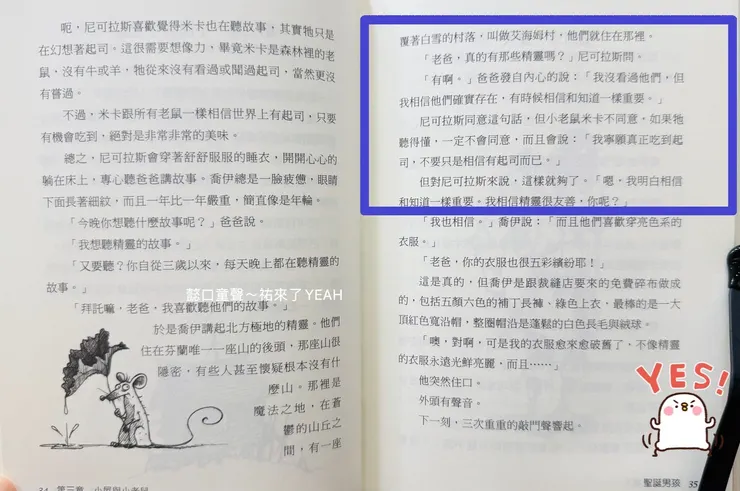 呃，尼可拉斯喜歡覺得米卡也在聽故事，其實牠只是
在幻想著起司。這很需要想像力，畢竟米卡是森林裡的老
鼠，沒有牛或羊，牠從來沒有看過或聞過起司，當然更沒
有嘗過。
不過，米卡跟所有老鼠一樣相信世界上有起司，只要
有機會吃到，絕對是非常非常的美味。
總之，尼可拉斯會穿著舒舒服服的睡衣，開開心心的
躺在床上，專心聽爸爸講故事。喬伊總是一臉疲憊，眼睛
下面長著細紋，而且一年比一年嚴重，簡直像是年輪。
「今晚你想聽什麼故事呢？」爸爸說。
「我想聽精靈的故事。」
「又要聽？你自從三歲以來，每天晚上都在聽精靈的
故事。」
「拜託嘛，老爸，我喜歡聽他們的故事。」
於是喬伊講起北方極地的精靈。他們
住在芬蘭唯一一座山的後頭，那座山很
隱密，有些人甚至懷疑根本沒有什
麼山。那裡是
魔法之地，在蒼
鬱的山丘之
間，有一座
34 第三章 小屋與小老鼠
憨口童聲～祐來了YEAH
覆著白雪的村落，叫做艾海姆村，他們就住在那裡。
「老爸，真的有那些精靈嗎？」尼可拉斯問。
「有啊。」爸爸發自內心的說：「我沒看過他們，但
我相信他們確實存在，有時候相信和知道一樣重要。」
尼可拉斯同意這句話，但小老鼠米卡不同意，如果牠
聽得懂，一定不會同意，而且會說：「我寧願真正吃到起
司，不要只是相信有起司而已。」
但對尼可拉斯來說，這樣就夠了。「嗯，我明白相信
和知道一樣重要。我相信精靈很友善，你呢？」
「我也相信。」喬伊說：「而且他們喜歡穿亮色系的
衣服。」
「老爸，你的衣服也很五彩繽紛耶！」
這是真的，但喬伊是跟裁縫店要來的免費碎布做成
的，包括五顏六色的補丁長褲，綠色上衣，最棒的是一大
頂紅色寬沿帽，整圈帽沿是蓬鬆的白色長毛與絨球。
「噢，對啊，可是我的衣服愈來愈破舊了，不像精靈
的衣服永遠光鮮亮麗，而且……」
他突然住口。
外頭有聲音。
下一刻，三次重重的敲門聲響起。
YES!
聖誕男孩 35